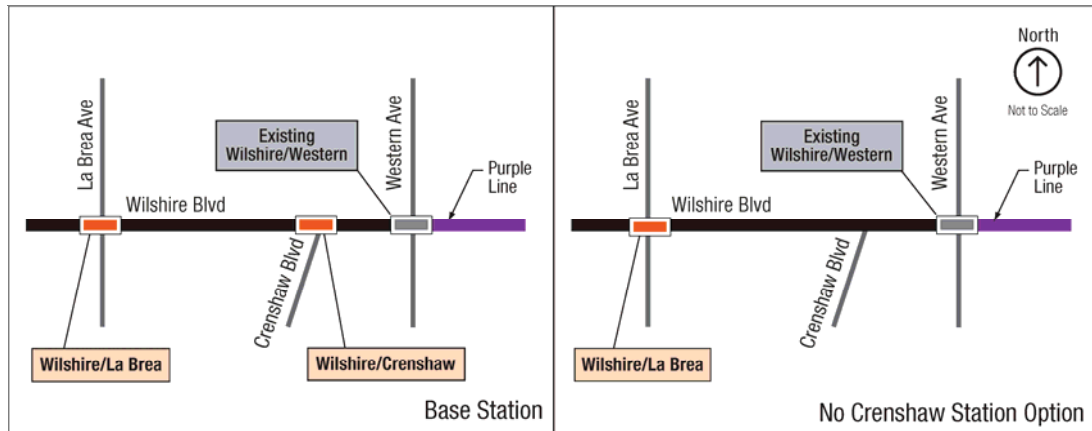 La Brea Ave
Existing
Wilshire/Western
Western Ave
Purple
Line
Wilshire Blvd
Crenshaw Blvd
Wilshire/La Brea
Wilshire/Crenshaw
Base Station
North
Not to Scale
La Brea Ave
Existing
Wilshire/Western
Western Ave
Purple
Line
Wilshire Blvd
Crenshaw Blvd
Wilshire/La Brea
No Crenshaw Station Option